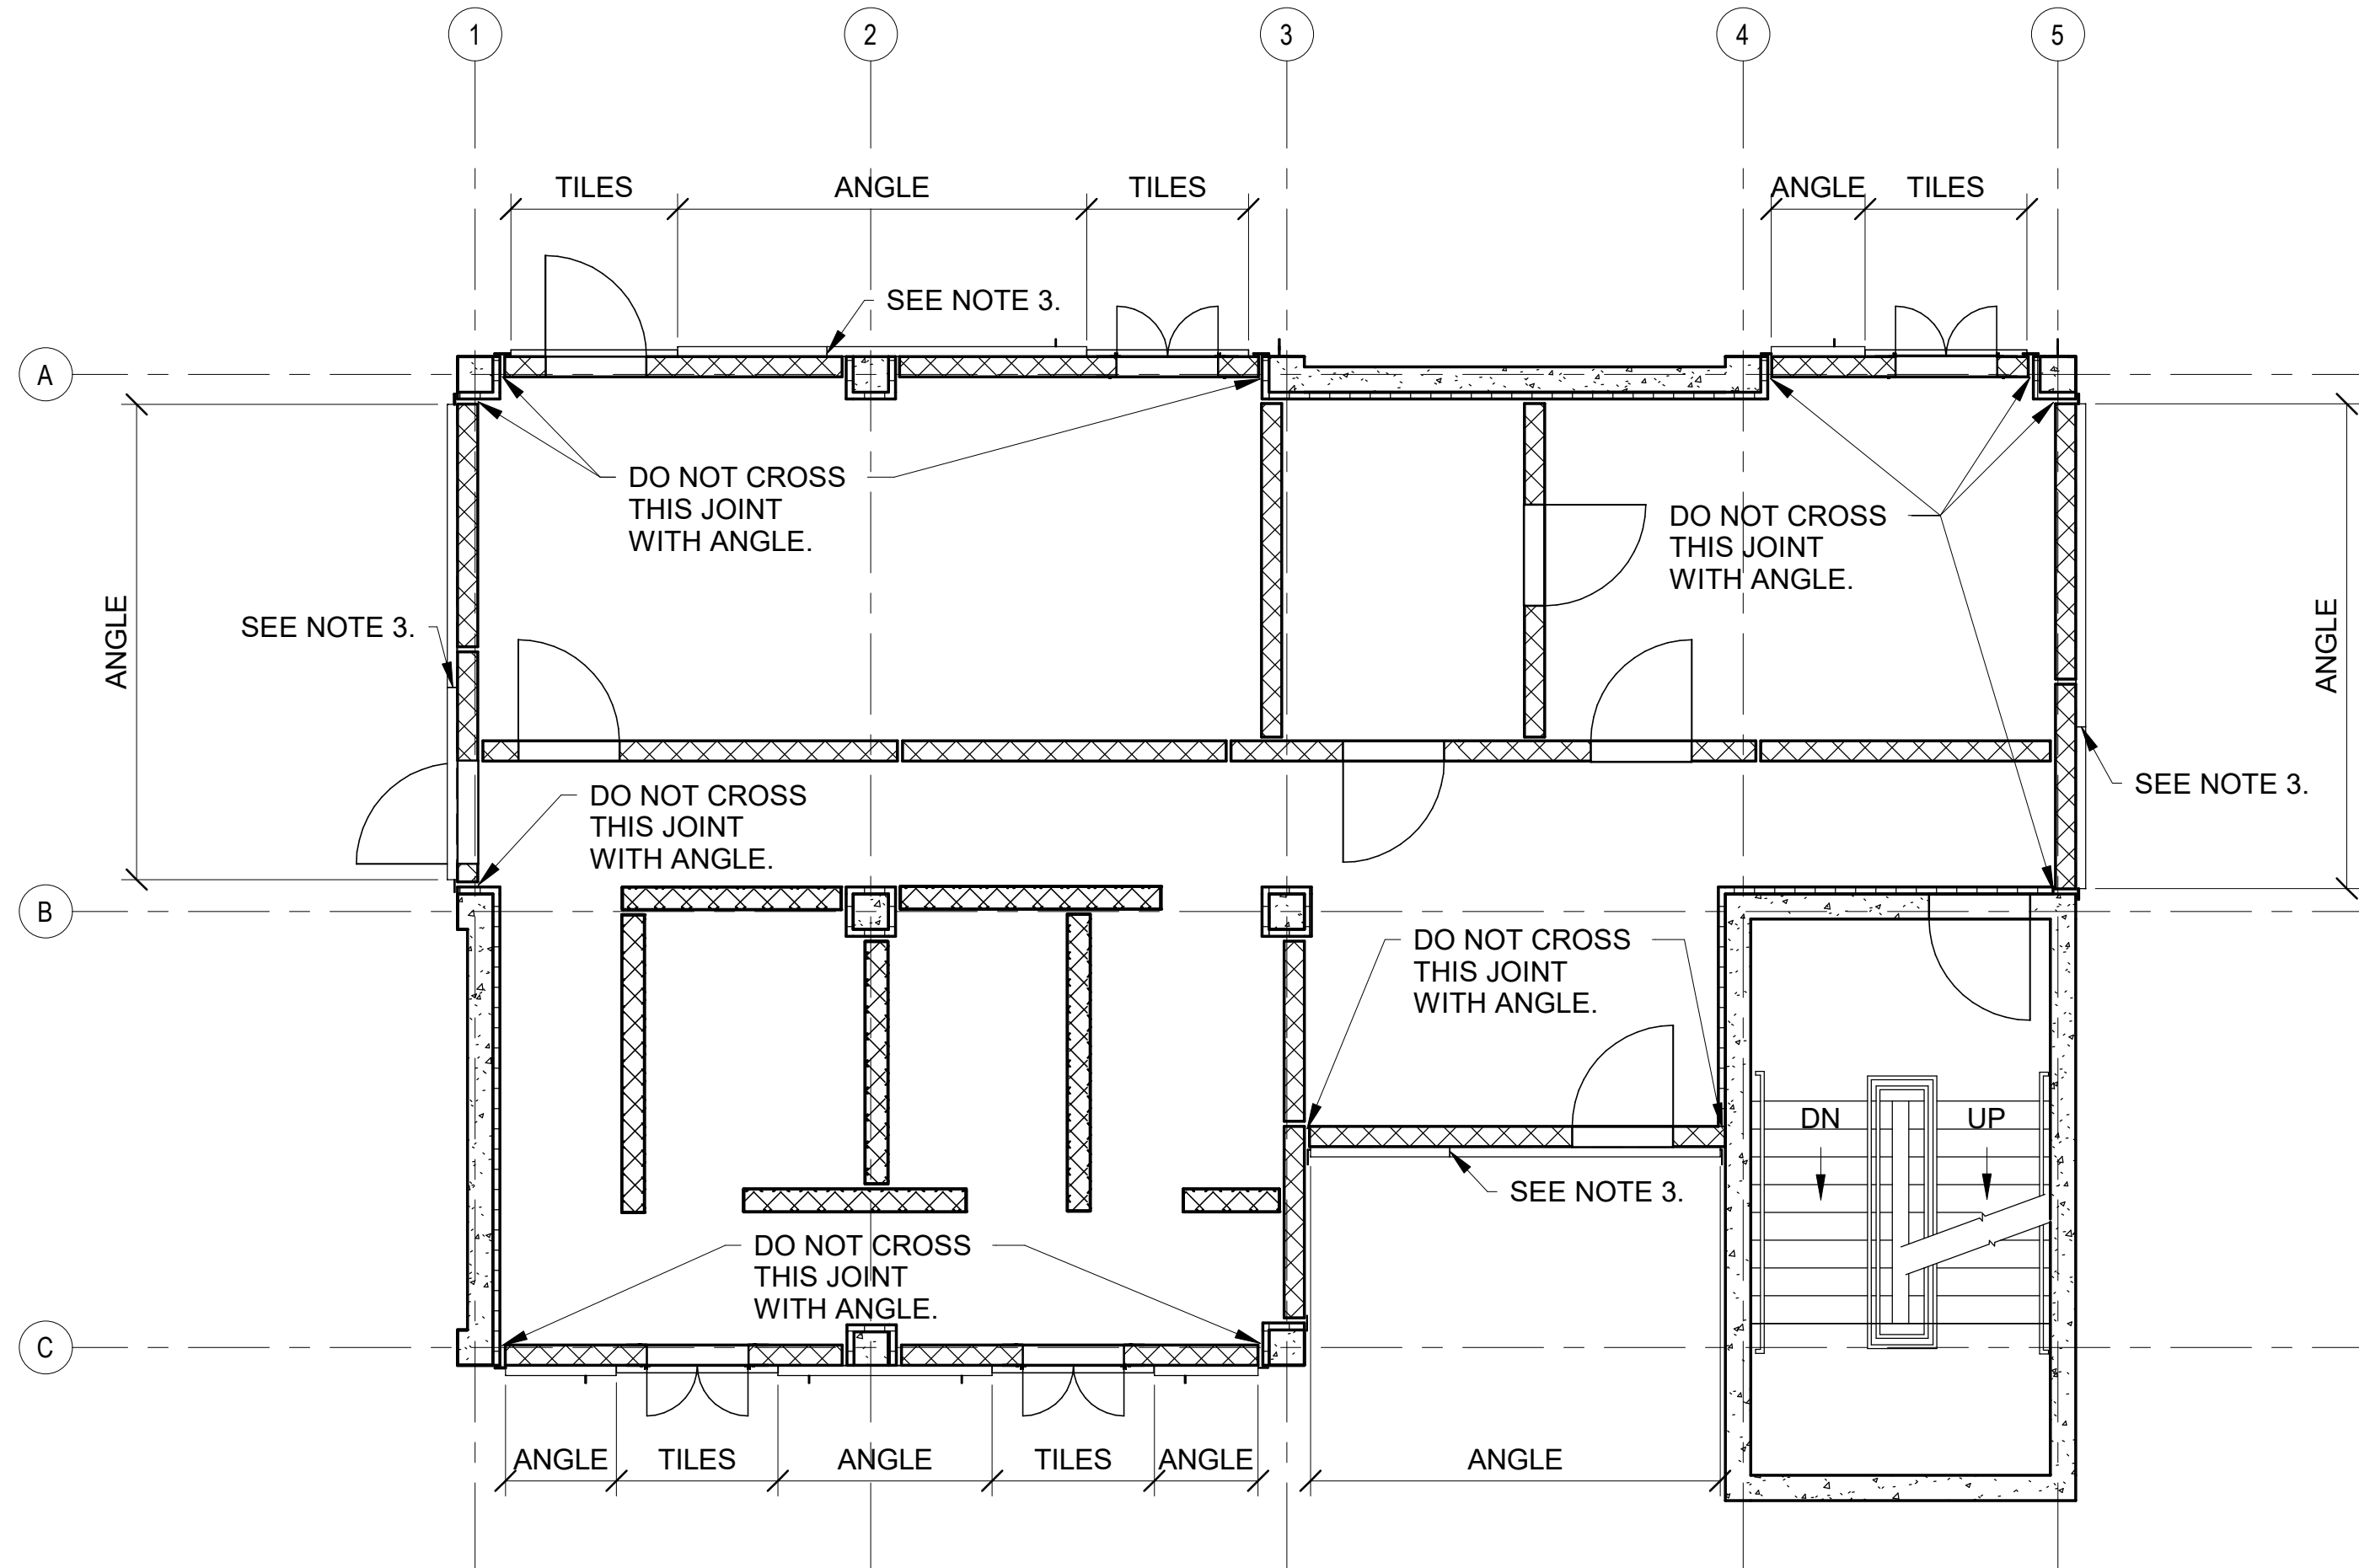 1
2
3
4
5
TILES
ANGLE
TILES
ANGLE
TILES
SEE NOTE 3.
A
DO NOT CROSS
THIS JOINT
WITH ANGLE.
DO NOT CROSS
THIS JOINT
WITH ANGLE.
ANGLE
SEE NOTE 3.
ANGLE
SEE NOTE 3.
DO NOT CROSS
THIS JOINT
WITH ANGLE.
B
DO NOT CROSS
THIS JOINT
WITH ANGLE.
DN
UP
SEE NOTE 3.
DO NOT CROSS
THIS JOINT
WITH ANGLE.
C
ANGLE
TILES
ANGLE
TILES
ANGLE
ANGLE